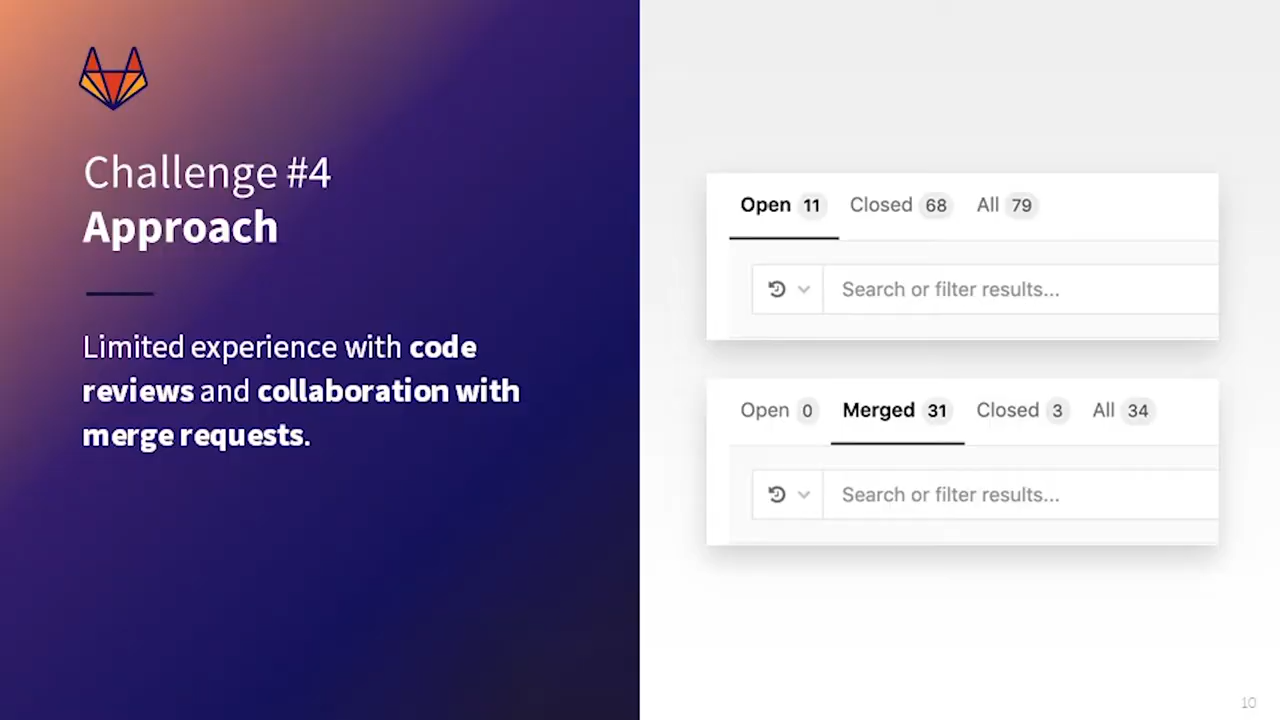 Challenge #4
Approach
Limited experience with code
reviews and collaboration with
merge requests.
Open 11 Closed 68 All 79
Search or filter results...
Open 0 Merged 31 Closed 3 All 34
Search or filter results...
10